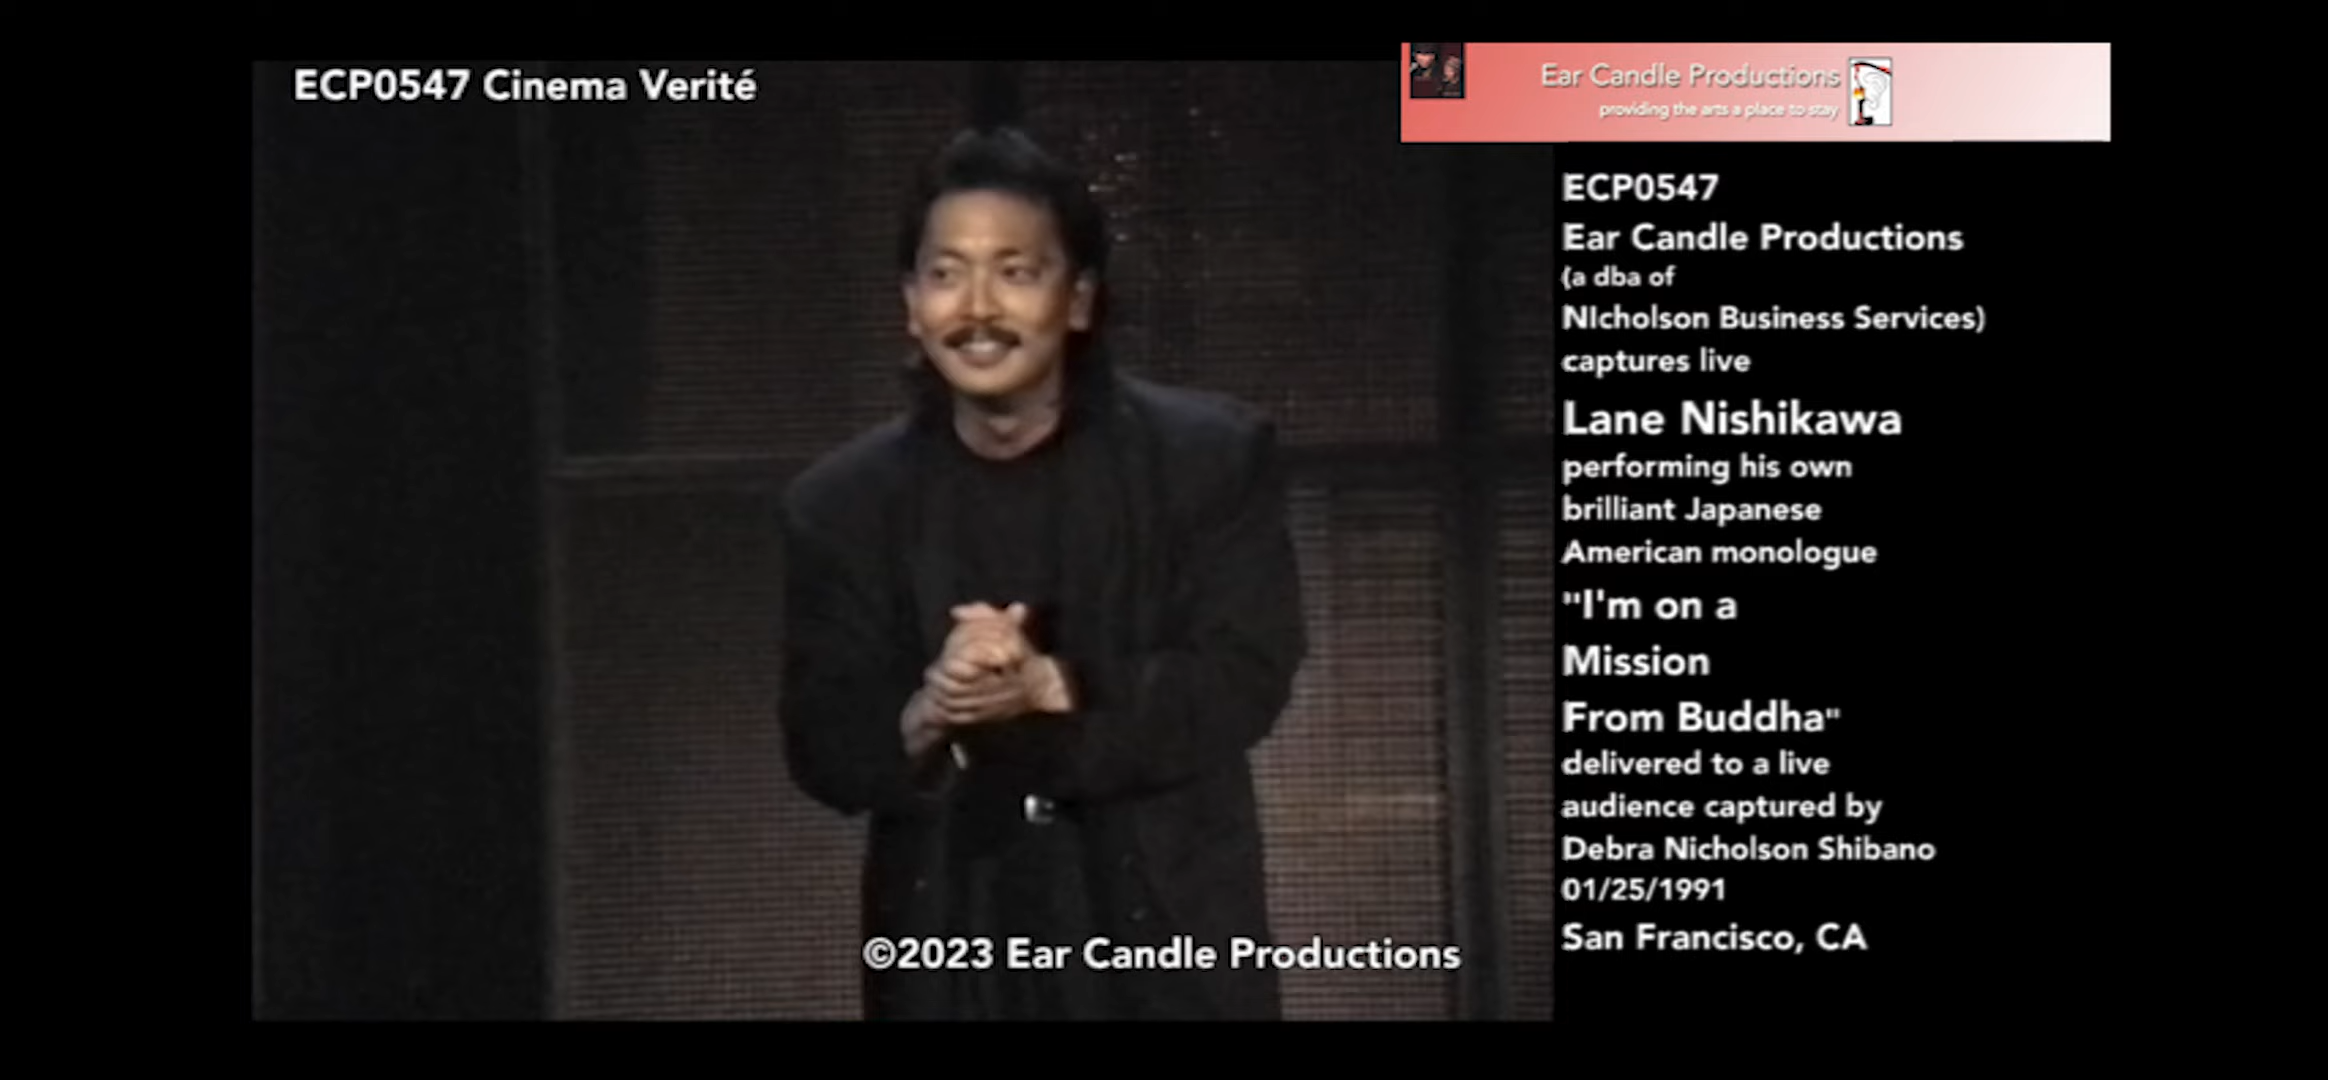 ECP0547 Cinema Verité
Ear Candle Productions
providing the arts a place to stay
ECP0547
Ear Candle Productions
(a dba of
NIcholson Business Services)
captures live
Lane Nishikawa
performing his own
brilliant Japanese
American monologue
"I'm on a
Mission
From Buddha"
delivered to a live
audience captured by
Debra Nicholson Shibano
01/25/1991
San Francisco, CA
©2023 Ear Candle Productions